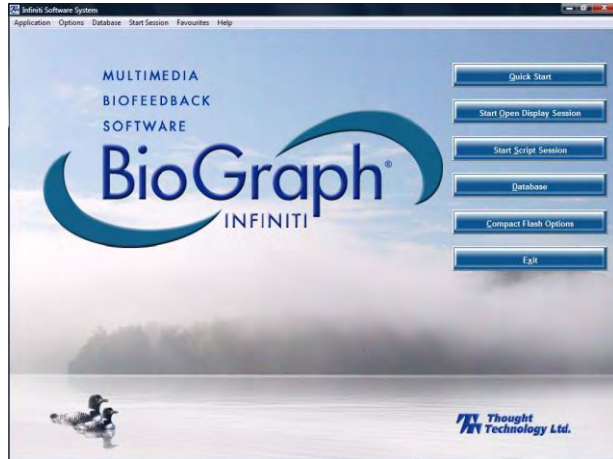 Infiniti Software System
Application Options Database Start Session Favourites Help
MULTIMEDIA
BIOFEEDBACK
SOFTWARE
BioGraph®
INFINITI
Quick Start
Start Open Display Session
Start Script Session
Database
Compact Flash Options
Exit
Thought
Technology Ltd.